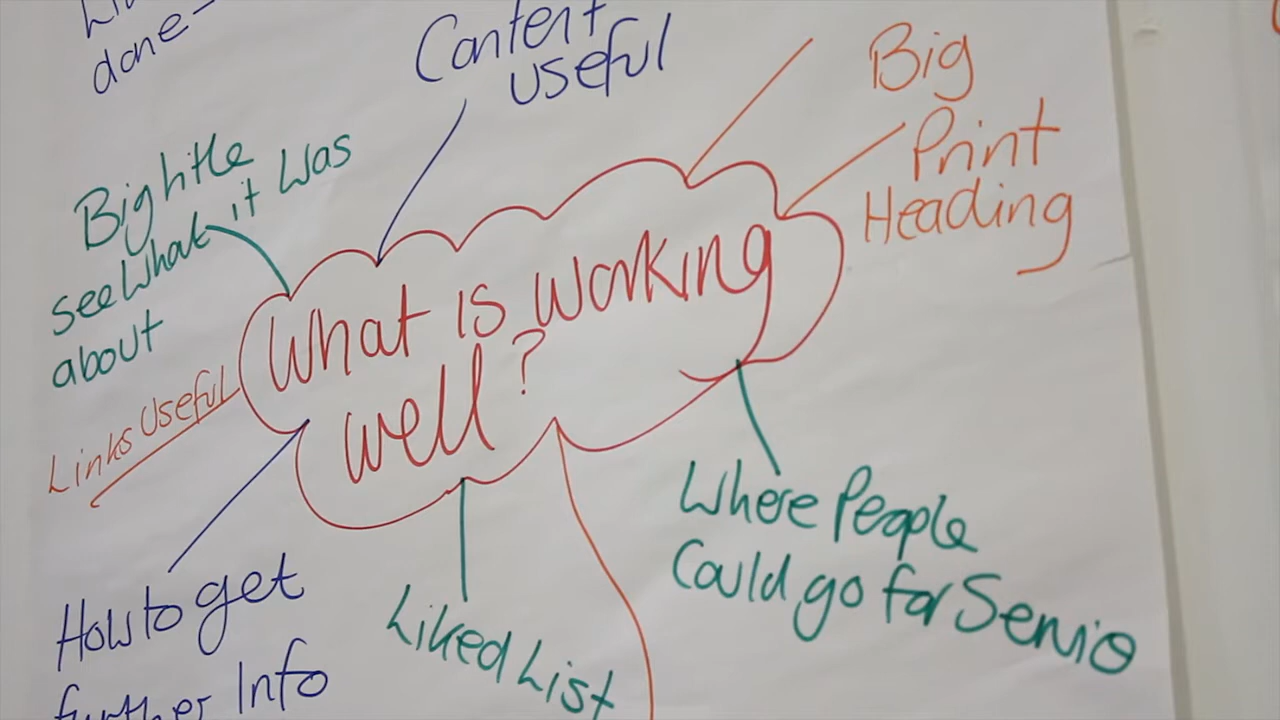 done-
Content
useful
Big
Print
Heading
Big title
see what it was
about
What is working
well?
Links Useful
Where People
Could go for
How to get
further Info
Liked List